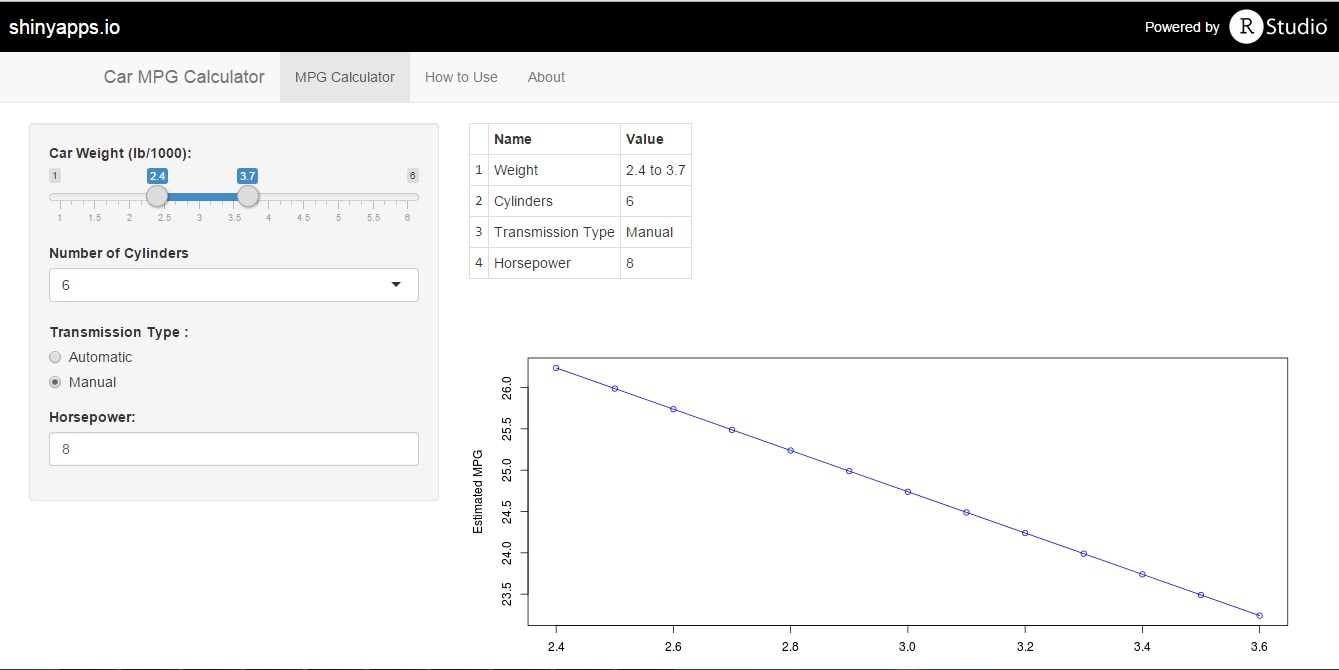 shinyapps.io
Powered by R Studio
Car MPG Calculator MPG Calculator How to Use About
Car Weight (lb/1000):
1 2.4 3.7 6
1 1.5 2 2.5 3 3.5 4 4.5 5 5.5 6
Number of Cylinders
6
Transmission Type :
Automatic
Manual
Horsepower:
8
Name Value
1 Weight 2.4 to 3.7
2 Cylinders 6
3 Transmission Type Manual
4 Horsepower 8
Estimated MPG
26.0
25.5
25.0
24.5
24.0
23.5
2.4 2.6 2.8 3.0 3.2 3.4 3.6